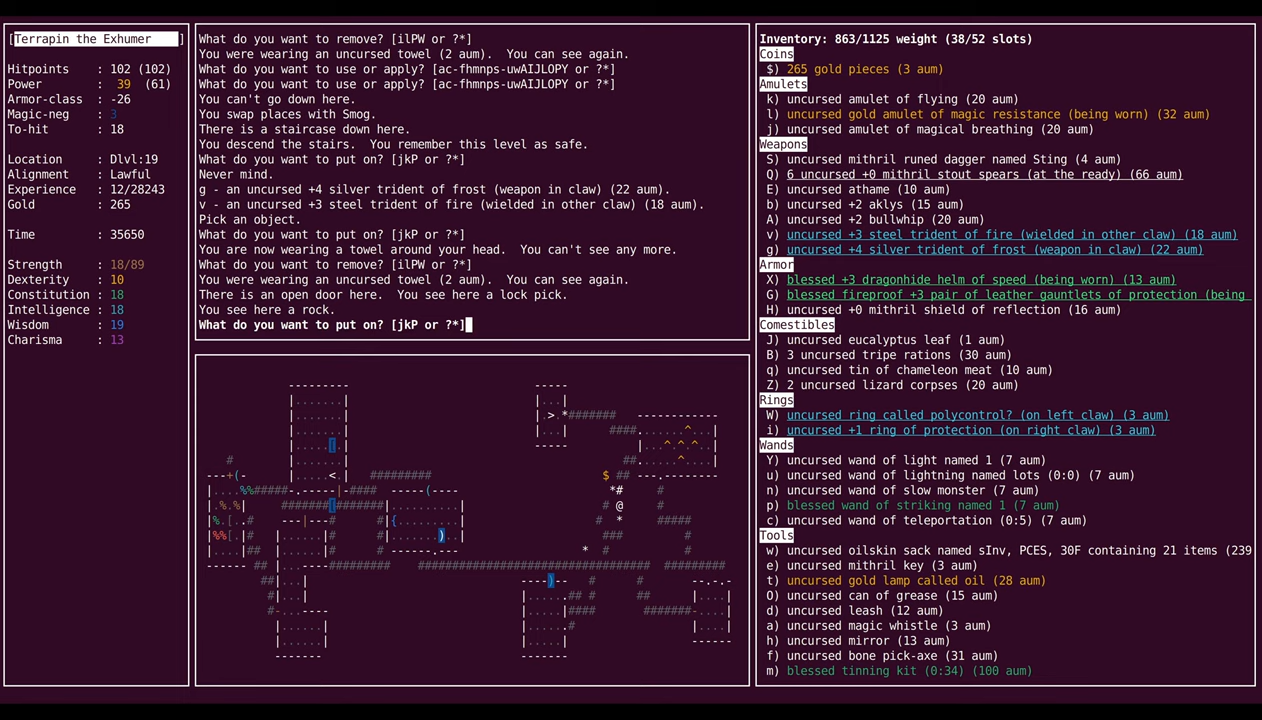 [Terrapin the Exhumer ]
Hitpoints : 102 (102)
Power : 39 (61)
Armor-class : -26
Magic-neg : 3
To-hit : 18
Location : Dlvl:19
Alignment : Lawful
Experience : 12/28243
Gold : 265
Time : 35650
Strength : 18/89
Dexterity : 10
Constitution : 18
Intelligence : 18
Wisdom : 19
Charisma : 13
What do you want to remove? [ilPW or ?*]
You were wearing an uncursed towel (2 aum).  You can see again.
What do you want to use or apply? [ac-fhmnps-uwAIJLOPY or ?*]
What do you want to use or apply? [ac-fhmnps-uwAIJLOPY or ?*]
You can't go down here.
You swap places with Smog.
There is a staircase down here.
You descend the stairs.  You remember this level as safe.
What do you want to put on? [jkP or ?*]
Never mind.
g - an uncursed +4 silver trident of frost (weapon in claw) (22 aum).
v - an uncursed +3 steel trident of fire (wielded in other claw) (18 aum).
Pick an object.
What do you want to put on? [jkP or ?*]
You are now wearing a towel around your head.  You can't see any more.
What do you want to remove? [ilPW or ?*]
You were wearing an uncursed towel (2 aum).  You can see again.
There is an open door here.  You see here a lock pick.
You see here a rock.
What do you want to put on? [jkP or ?*]
Inventory: 863/1125 weight (38/52 slots)
Coins
$) 265 gold pieces (3 aum)
Amulets
k) uncursed amulet of flying (20 aum)
l) uncursed gold amulet of magic resistance (being worn) (32 aum)
j) uncursed amulet of magical breathing (20 aum)
Weapons
S) uncursed mithril runed dagger named Sting (4 aum)
Q) 6 uncursed +0 mithril stout spears (at the ready) (66 aum)
E) uncursed athame (10 aum)
b) uncursed +2 aklys (15 aum)
A) uncursed +2 bullwhip (20 aum)
v) uncursed +3 steel trident of fire (wielded in other claw) (18 aum)
g) uncursed +4 silver trident of frost (weapon in claw) (22 aum)
Armor
X) blessed +3 dragonhide helm of speed (being worn) (13 aum)
G) blessed fireproof +3 pair of leather gauntlets of protection (being
H) uncursed +0 mithril shield of reflection (16 aum)
Comestibles
J) uncursed eucalyptus leaf (1 aum)
B) 3 uncursed tripe rations (30 aum)
q) uncursed tin of chameleon meat (10 aum)
Z) 2 uncursed lizard corpses (20 aum)
Rings
W) uncursed ring called polycontrol? (on left claw) (3 aum)
i) uncursed +1 ring of protection (on right claw) (3 aum)
Wands
Y) uncursed wand of light named 1 (7 aum)
u) uncursed wand of lightning named lots (0:0) (7 aum)
n) uncursed wand of slow monster (7 aum)
p) blessed wand of striking named 1 (7 aum)
c) uncursed wand of teleportation (0:5) (7 aum)
Tools
w) uncursed oilskin sack named sInv, PCES, 30F containing 21 items (239
e) uncursed mithril key (3 aum)
t) uncursed gold lamp called oil (28 aum)
O) uncursed can of grease (15 aum)
d) uncursed leash (12 aum)
a) uncursed magic whistle (3 aum)
h) uncursed mirror (13 aum)
f) uncursed bone pick-axe (31 aum)
m) blessed tinning kit (0:34) (100 aum)